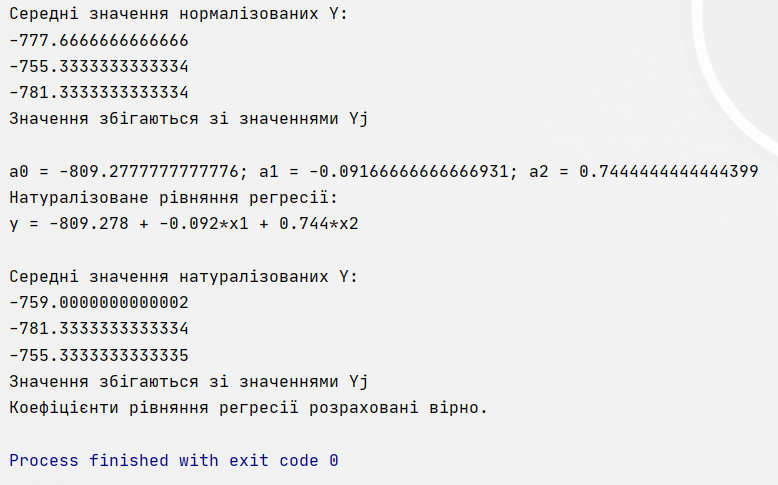 Середні значення нормалізованих Y:
-777.6666666666666
-755.3333333333334
-781.3333333333334
Значення збігаються зі значеннями Yj
a0 = -809.2777777777776; a1 = -0.09166666666666931; a2 = 0.7444444444444399
Натуралізоване рівняння регресії:
y = -809.278 + -0.092*x1 + 0.744*x2
Середні значення натуралізованих Y:
-759.0000000000002
-781.3333333333334
-755.3333333333335
Значення збігаються зі значеннями Yj
Коефіцієнти рівняння регресії розраховані вірно.
Process finished with exit code 0